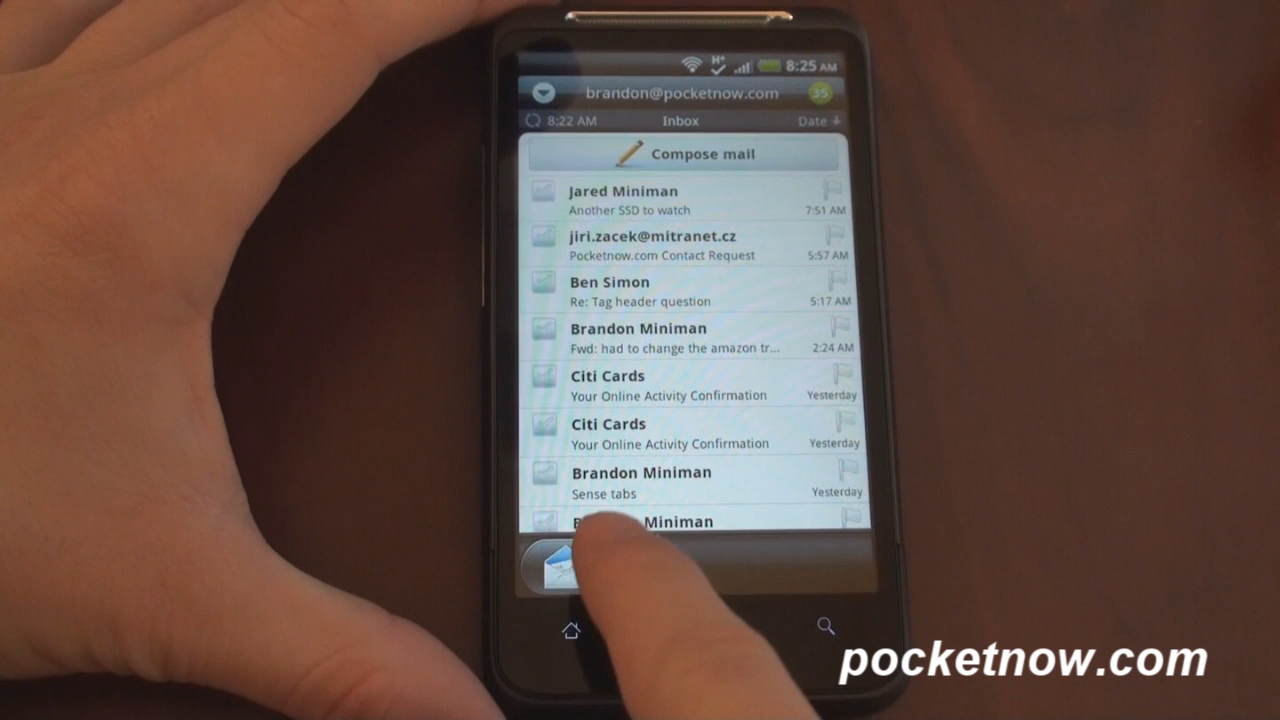 H+ 8:25 AM
brandon@pocketnow.com 35
8:22 AM Inbox Date
Compose mail
Jared Miniman
Another SSD to watch 7:51 AM
jiri.zacek@mitranet.cz
Pocketnow.com Contact Request 5:57 AM
Ben Simon
Re: Tag header question 5:17 AM
Brandon Miniman
Fwd: had to change the amazon tr... 2:24 AM
Citi Cards
Your Online Activity Confirmation Yesterday
Citi Cards
Your Online Activity Confirmation Yesterday
Brandon Miniman
Sense tabs Yesterday
Miniman
pocketnow.com